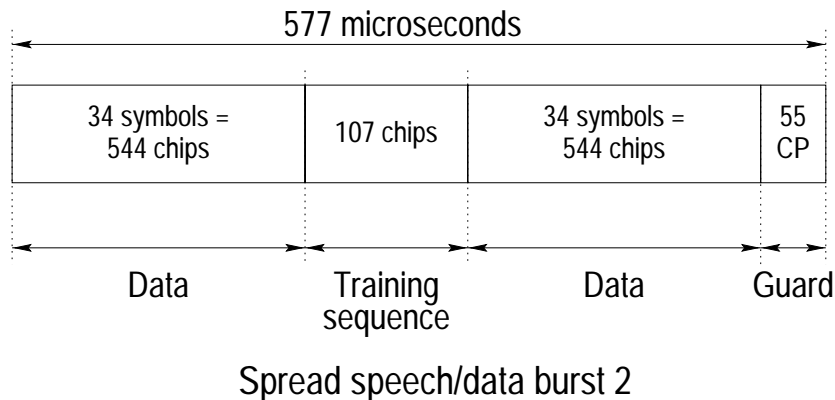 577 microseconds
34 symbols =
544 chips
107 chips
34 symbols =
544 chips
55
CP
Data
Training
sequence
Data
Guard
Spread speech/data burst 2